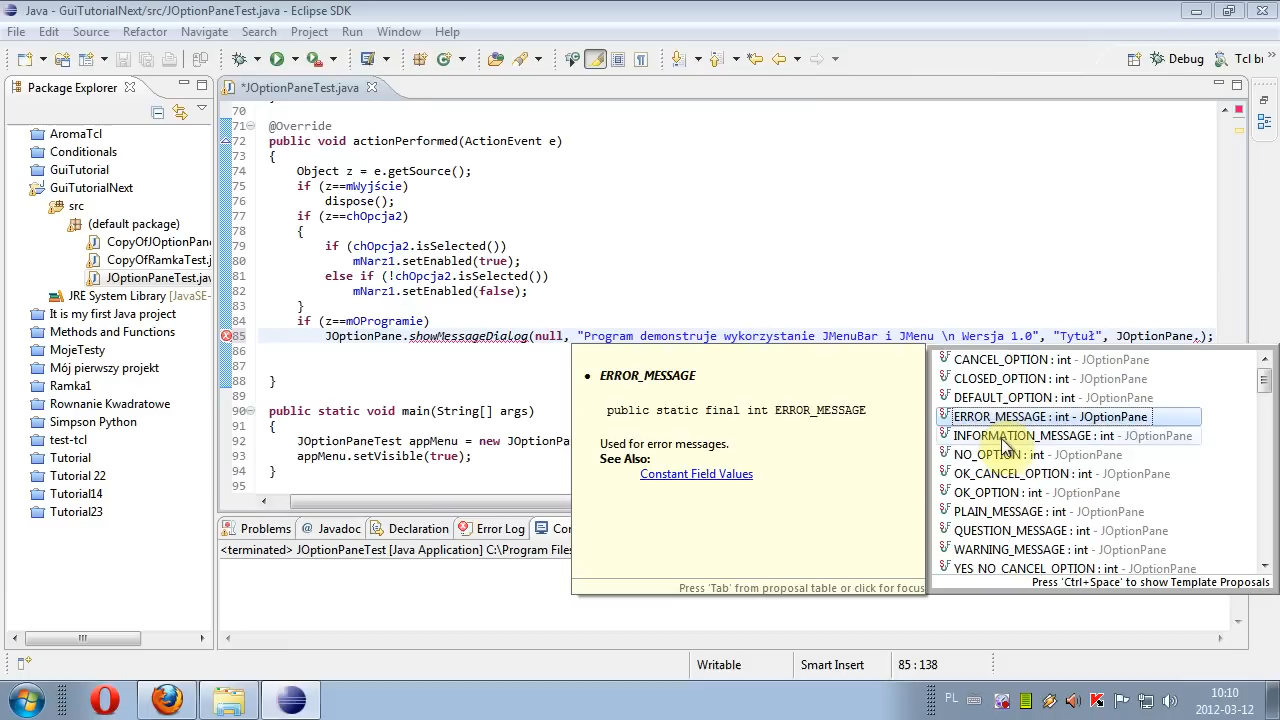 Java - GuiTutorialNext/src/JOptionPaneTest.java - Eclipse SDK
File Edit Source Refactor Navigate Search Project Run Window Help
Debug Tcl b
Package Explorer
*JOptionPaneTest.java
AromaTcl
Conditionals
GuiTutorial
GuiTutorialNext
src
(default package)
CopyOfJOptionPan
CopyOfRamkaTest.j
JOptionPaneTest.jav
JRE System Library [JavaSE-
It is my first Java project
Methods and Functions
MojeTesty
Mój pierwszy projekt
Ramka1
Rownanie Kwadratowe
Simpson Python
test-tcl
Tutorial
Tutorial 22
Tutorial14
Tutorial23
70
71 @Override
72 public void actionPerformed(ActionEvent e)
73 {
74 Object z = e.getSource();
75 if (z==mWyjście)
76 dispose();
77 if (z==chOpcja2)
78 {
79 if (chOpcja2.isSelected())
80 mNarz1.setEnabled(true);
81 else if (!chOpcja2.isSelected())
82 mNarz1.setEnabled(false);
83 }
84 if (z==mOProgramie)
85 JOptionPane.showMessageDialog(null, "Program demonstruje wykorzystanie JMenuBar i JMenu \n Wersja 1.0", "Tytuł", JOptionPane.);
86
87
88 }
90 public static void main(String[] args)
91 {
92 JOptionPaneTest appMenu = new JOption
93 appMenu.setVisible(true);
94 }
95
ERROR_MESSAGE
public static final int ERROR_MESSAGE
Used for error messages.
See Also:
Constant Field Values
Press 'Tab' from proposal table or click for focus
CANCEL_OPTION : int - JOptionPane
CLOSED_OPTION : int - JOptionPane
DEFAULT_OPTION : int - JOptionPane
ERROR_MESSAGE : int - JOptionPane
INFORMATION_MESSAGE : int - JOptionPane
NO_OPTION : int - JOptionPane
OK_CANCEL_OPTION : int - JOptionPane
OK_OPTION : int - JOptionPane
PLAIN_MESSAGE : int - JOptionPane
QUESTION_MESSAGE : int - JOptionPane
WARNING_MESSAGE : int - JOptionPane
YES_NO_CANCEL_OPTION : int - JOptionPane
Press 'Ctrl+Space' to show Template Proposals
Problems Javadoc Declaration Error Log Con
<terminated> JOptionPaneTest [Java Application] C:\Program Files
Writable Smart Insert 85 : 138
PL 10:10
2012-03-12